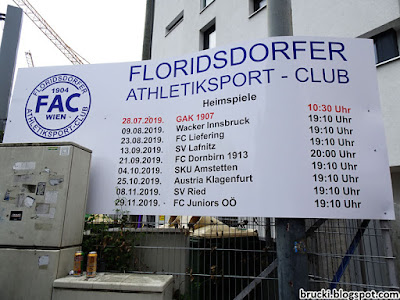 FLORIDSDORFER
ATHLETIKSPORT - CLUB
FLORIDSDORFER
1904
FAC
WIEN
ATHLETIKSPORT-CLUB
Heimspiele
28.07.2019. GAK 1907 10:30 Uhr
09.08.2019. Wacker Innsbruck 19:10 Uhr
23.08.2019. FC Liefering 19:10 Uhr
13.09.2019. SV Lafnitz 19:10 Uhr
21.09.2019. FC Dornbirn 1913 20:00 Uhr
04.10.2019. SKU Amstetten 19:10 Uhr
25.10.2019. Austria Klagenfurt 19:10 Uhr
08.11.2019. SV Ried 19:10 Uhr
29.11.2019. FC Juniors OÖ 19:10 Uhr
brucki.blogspot.com